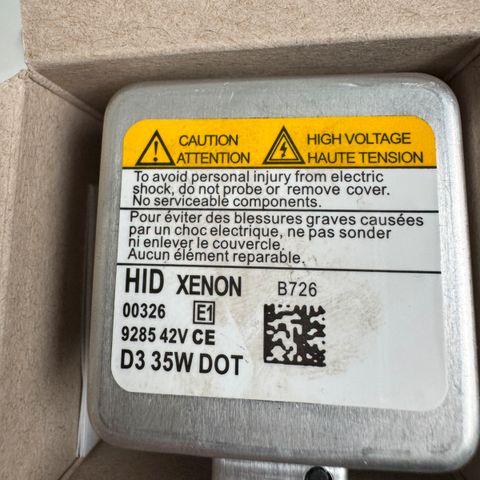 CAUTION
ATTENTION
HIGH VOLTAGE
HAUTE TENSION
To avoid personal injury from electric
shock, do not probe or remove cover.
No serviceable components.
Pour éviter des blessures graves causées
par un choc electrique, ne pas sonder
ni enlever le couvercle.
Aucun élément reparable.
HID XENON B726
00326 E1
9285 42V CE
D3 35W DOT